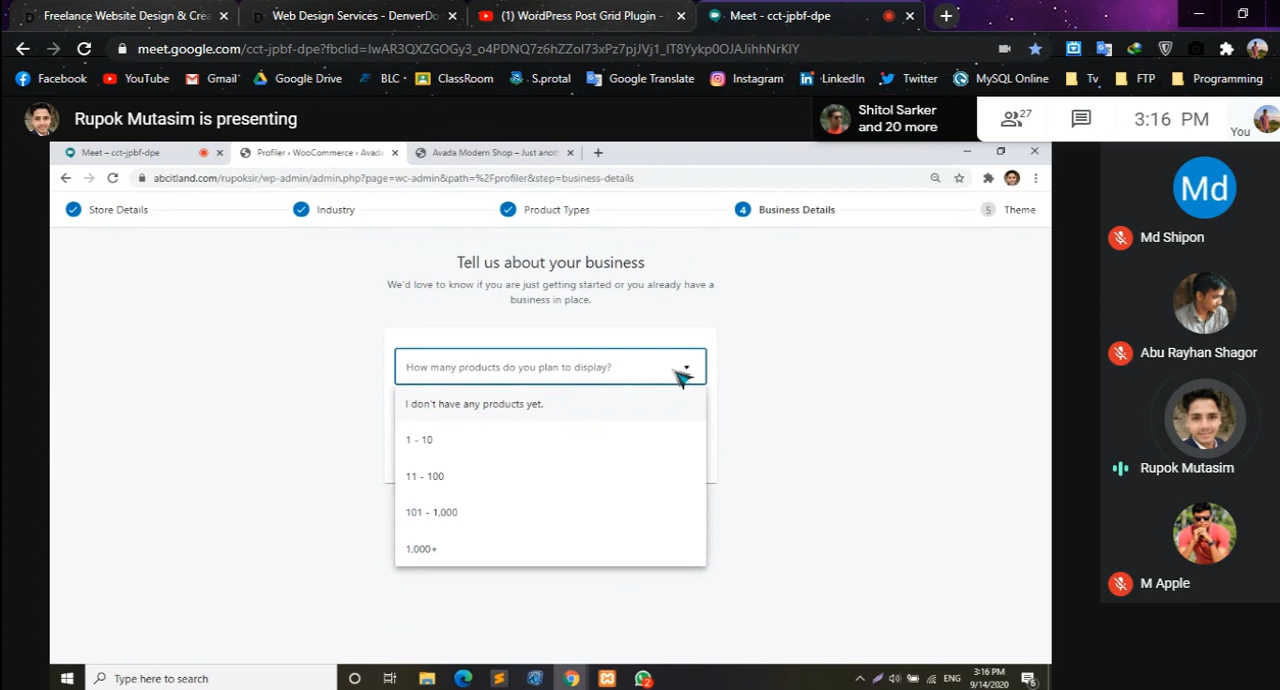 Freelance Website Design & Crea
Web Design Services - DenverDo
(1) WordPress Post Grid Plugin -
Meet - cct-jpbf-dpe
meet.google.com/cct-jpbf-dpe?fbclid=IwAR3QXZGOGy3_o4PDNQ7z6hZZoI73xPz7pjJVj1_IT8Yykp0OJAJihhNrKIY
Facebook
YouTube
Gmail
Google Drive
BLC
ClassRoom
S.protal
Google Translate
Instagram
LinkedIn
Twitter
MySQL Online
Tv
FTP
Programming
Rupok Mutasim is presenting
Shitol Sarker
and 20 more
27
3:16 PM
You
Meet – cct-jpbf-dpe
Profiler ‹ WooCommerce ‹ Avada
Avada Modern Shop – Just anot
abcitland.com/rupoksir/wp-admin/admin.php?page=wc-admin&path=%2Fprofiler&step=business-details
Store Details
Industry
Product Types
4 Business Details
5 Theme
Tell us about your business
We'd love to know if you are just getting started or you already have a
business in place.
How many products do you plan to display?
I don't have any products yet.
1 - 10
11 - 100
101 - 1,000
1,000+
Md
Md Shipon
Abu Rayhan Shagor
Rupok Mutasim
M Apple
Type here to search
2
ENG
3:16 PM
9/14/2020